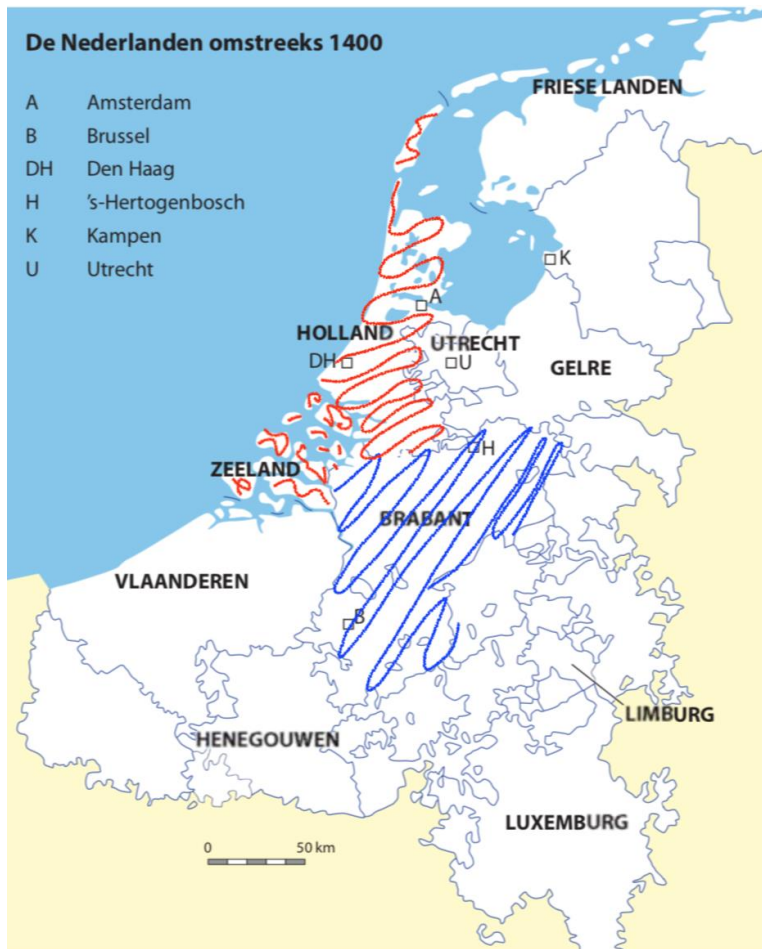 De Nederlanden omstreeks 1400
A Amsterdam
B Brussel
DH Den Haag
H 's-Hertogenbosch
K Kampen
U Utrecht
FRIESE LANDEN
K
A
HOLLAND
UTRECHT
DH
U
GELRE
H
ZEELAND
BRABANT
VLAANDEREN
B
LIMBURG
HENEGOUWEN
LUXEMBURG
0 50 km